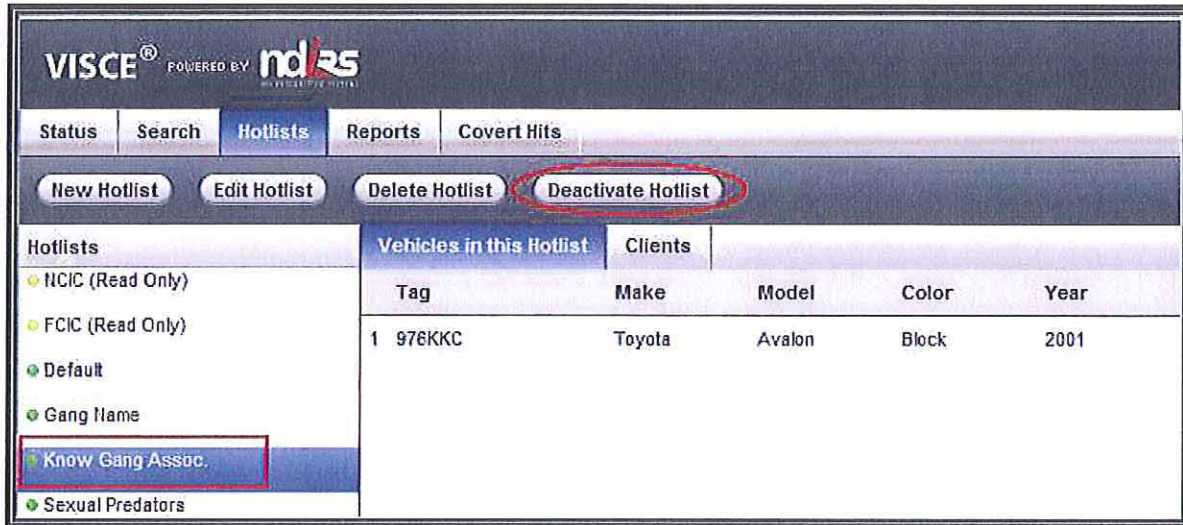 VISCE® POWERED BY ndi RS
Status Search Hotlists Reports Covert Hits
New Hotlist Edit Hotlist Delete Hotlist Deactivate Hotlist
Hotlists
NCIC (Read Only)
FCIC (Read Only)
Default
Gang Name
Know Gang Assoc.
Sexual Predators
Vehicles in this Hotlist Clients
Tag Make Model Color Year
1 976KKC Toyota Avalon Block 2001